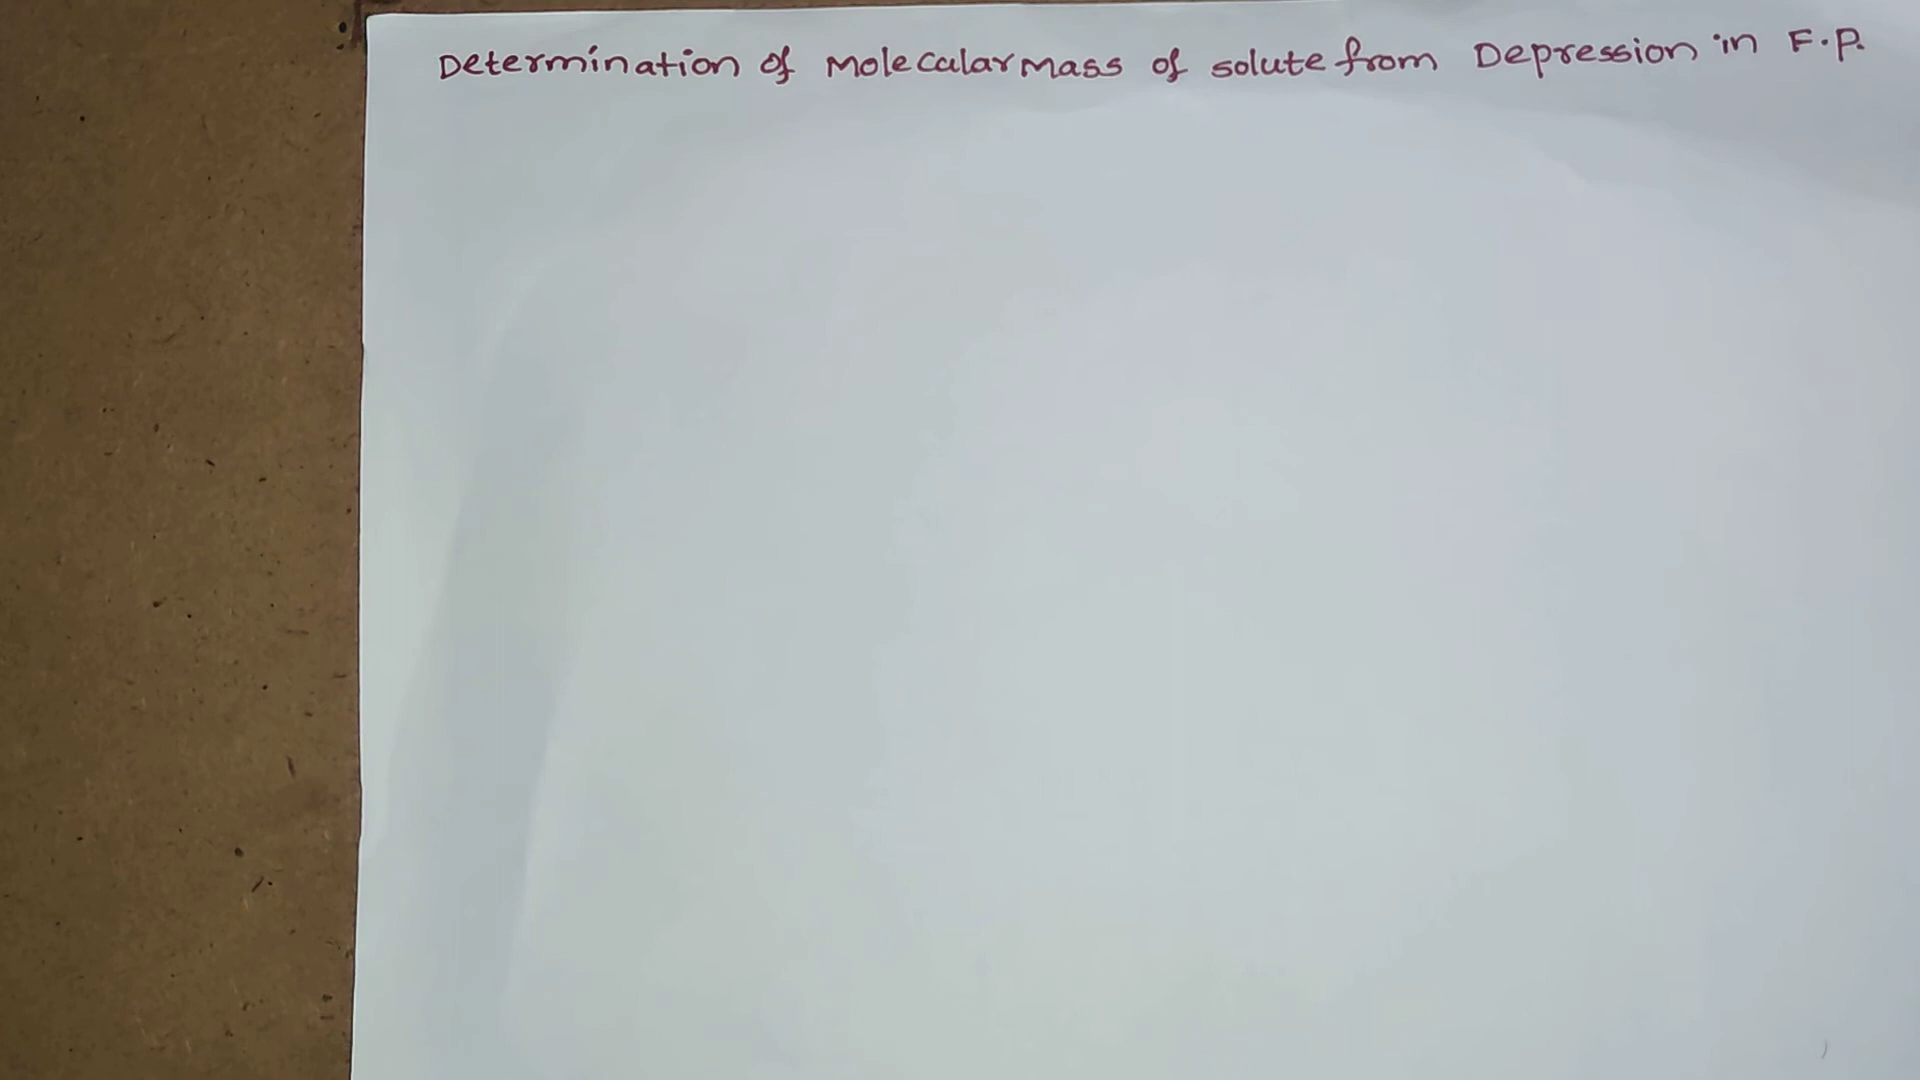 Determination of Molecular mass of solute from Depression in F.P.